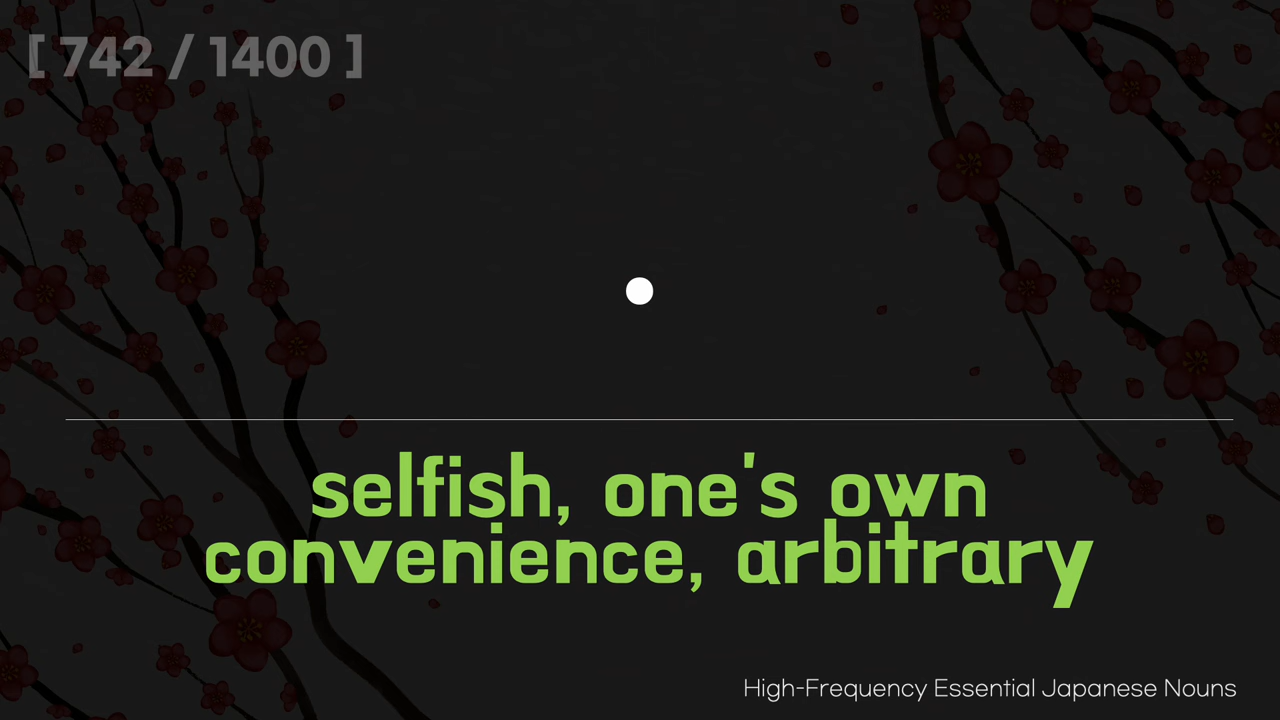 [ 742 / 1400 ]
selfish, one's own
convenience, arbitrary
High-Frequency Essential Japanese Nouns